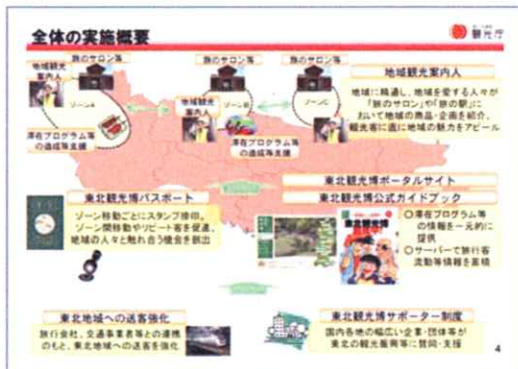 全体の実施概要
観光庁
旅のサロン等
旅のサロン等
旅のサロン等
地域観光
案内人
ゾーンA
地域観光
案内人
ゾーンB
ゾーンC
滞在プログラム等
の造成等支援
滞在プログラム等
の造成等支援
地域観光案内人
地域に精通し、地域を愛する人々が
「旅のサロン」や「旅の駅」に
おいて地域の商品・企画を紹介、
観光客に直に地域の魅力をアピール
東北観光博ポータルサイト
東北観光博公式ガイドブック
東北観光博パスポート
ゾーン移動ごとにスタンプ捺印。
ゾーン間移動やリピート客を促進、
地域の人々と触れ合う機会を創出
東北観光博
○滞在プログラム等
の情報を一元的に
提供
○サーバーで旅行客
流動等情報を蓄積
東北地域への送客強化
旅行会社、交通事業者等との連携
のもと、東北地域への送客を強化
東北観光博サポーター制度
国内各地の幅広い企業・団体等が
東北の観光振興等に賛同・支援
4